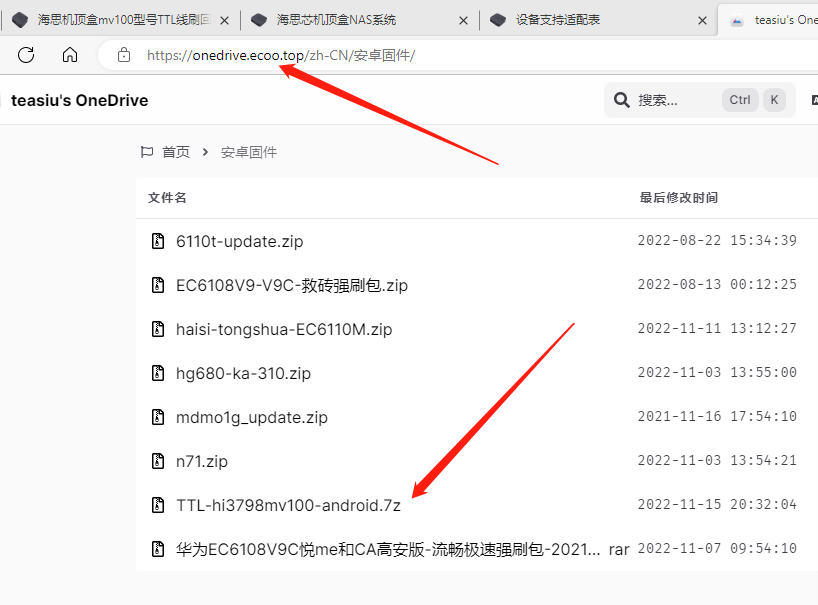 海思机顶盒mv100型号TTL线刷
海思芯机顶盒NAS系统
设备支持适配表
teasiu's One
https://onedrive.ecoo.top/zh-CN/安卓固件/
teasiu's OneDrive
搜索... Ctrl K
首页 > 安卓固件
文件名 最后修改时间
6110t-update.zip 2022-08-22 15:34:39
EC6108V9-V9C-救砖强刷包.zip 2022-08-13 00:12:25
haisi-tongshua-EC6110M.zip 2022-11-11 13:12:27
hg680-ka-310.zip 2022-11-03 13:55:00
mdmo1g_update.zip 2021-11-16 17:54:10
n71.zip 2022-11-03 13:54:21
TTL-hi3798mv100-android.7z 2022-11-15 20:32:04
华为EC6108V9C悦me和CA高安版-流畅极速强刷包-2021... rar 2022-11-07 09:54:10